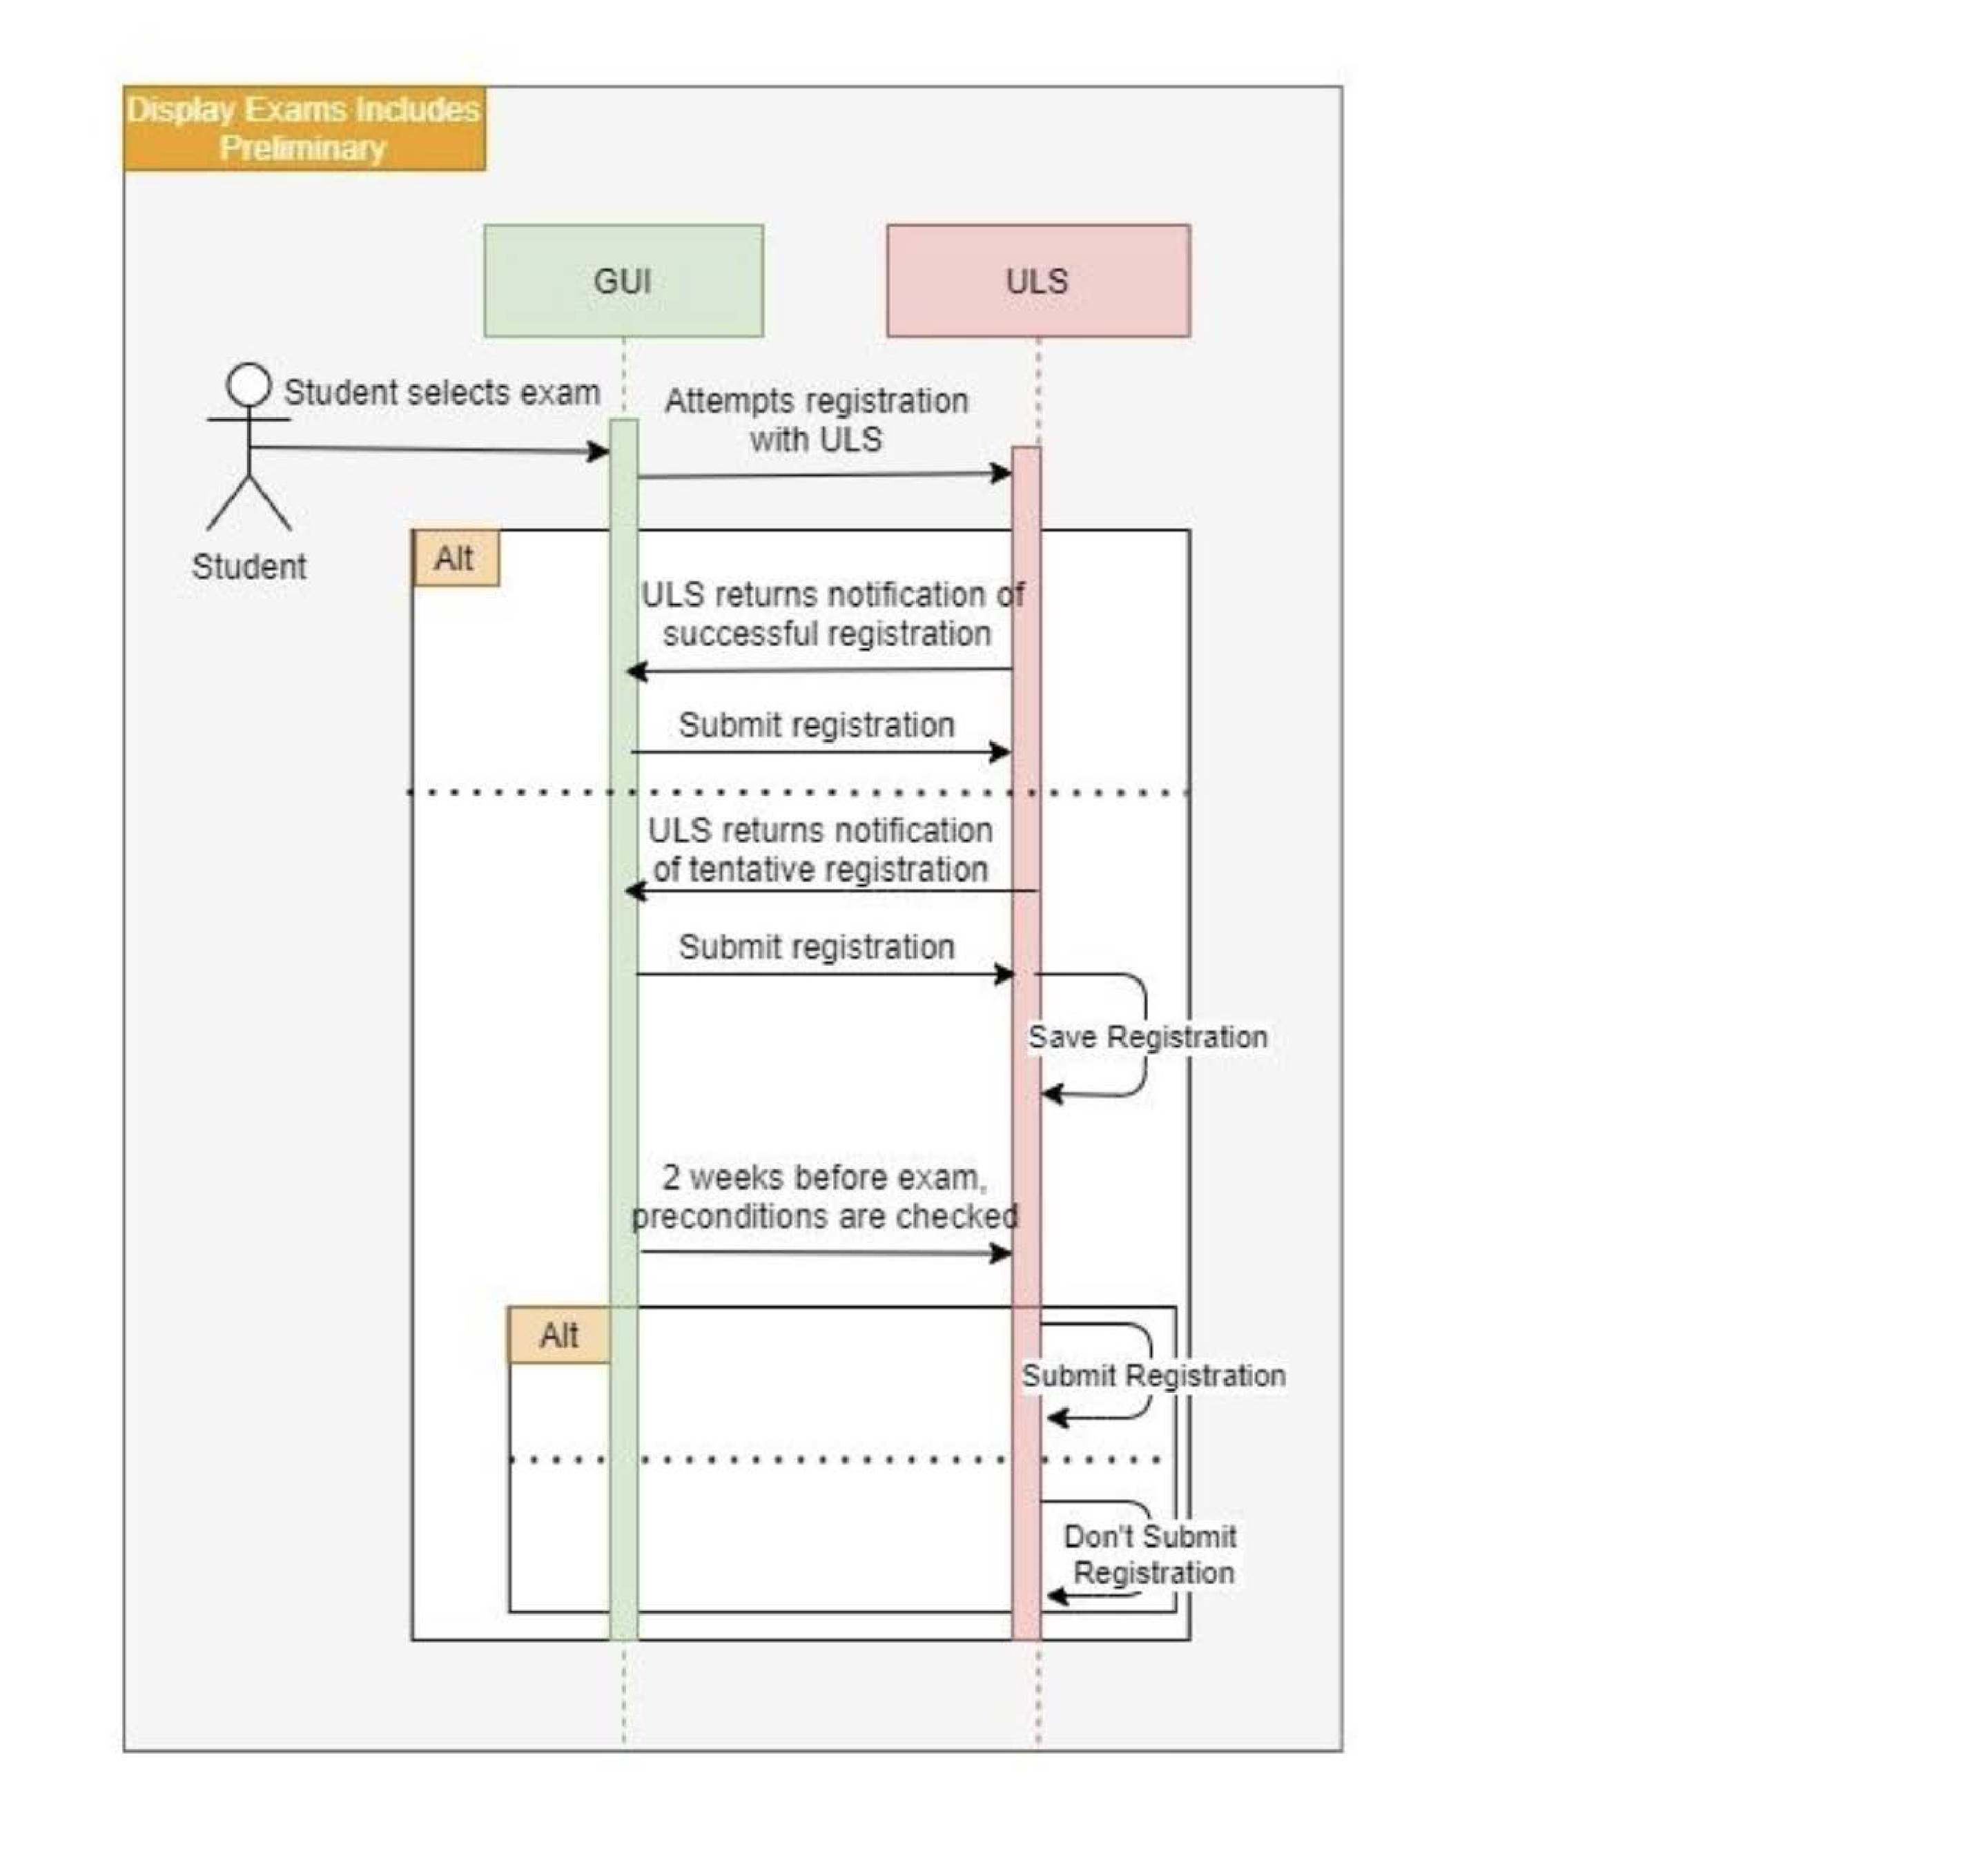 Display Exams Includes
Preliminary
GUI
ULS
Student selects exam
Attempts registration
with ULS
Student
Alt
ULS returns notification of
successful registration
Submit registration
ULS returns notification
of tentative registration
Submit registration
Save Registration
2 weeks before exam,
preconditions are checked
Alt
Submit Registration
Don't Submit
Registration